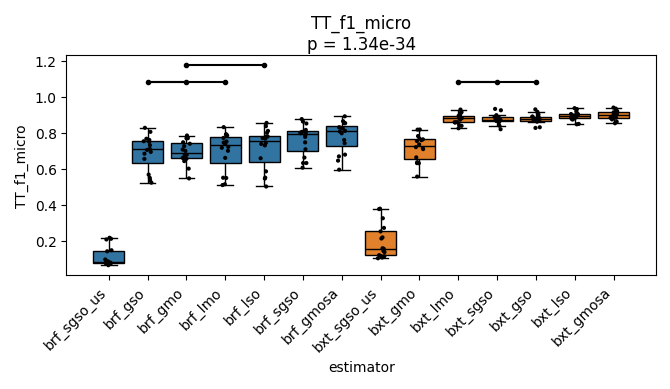 TT_f1_micro
p = 1.34e-34
TT_f1_micro
1.2
1.0
0.8
0.6
0.4
0.2
brf_sgso_us
brf_gso
brf_gmo
brf_lmo
brf_lso
brf_sgso
brf_gmosa
bxt_sgso_us
bxt_gmo
bxt_lmo
bxt_sgso
bxt_gso
bxt_lso
bxt_gmosa
estimator